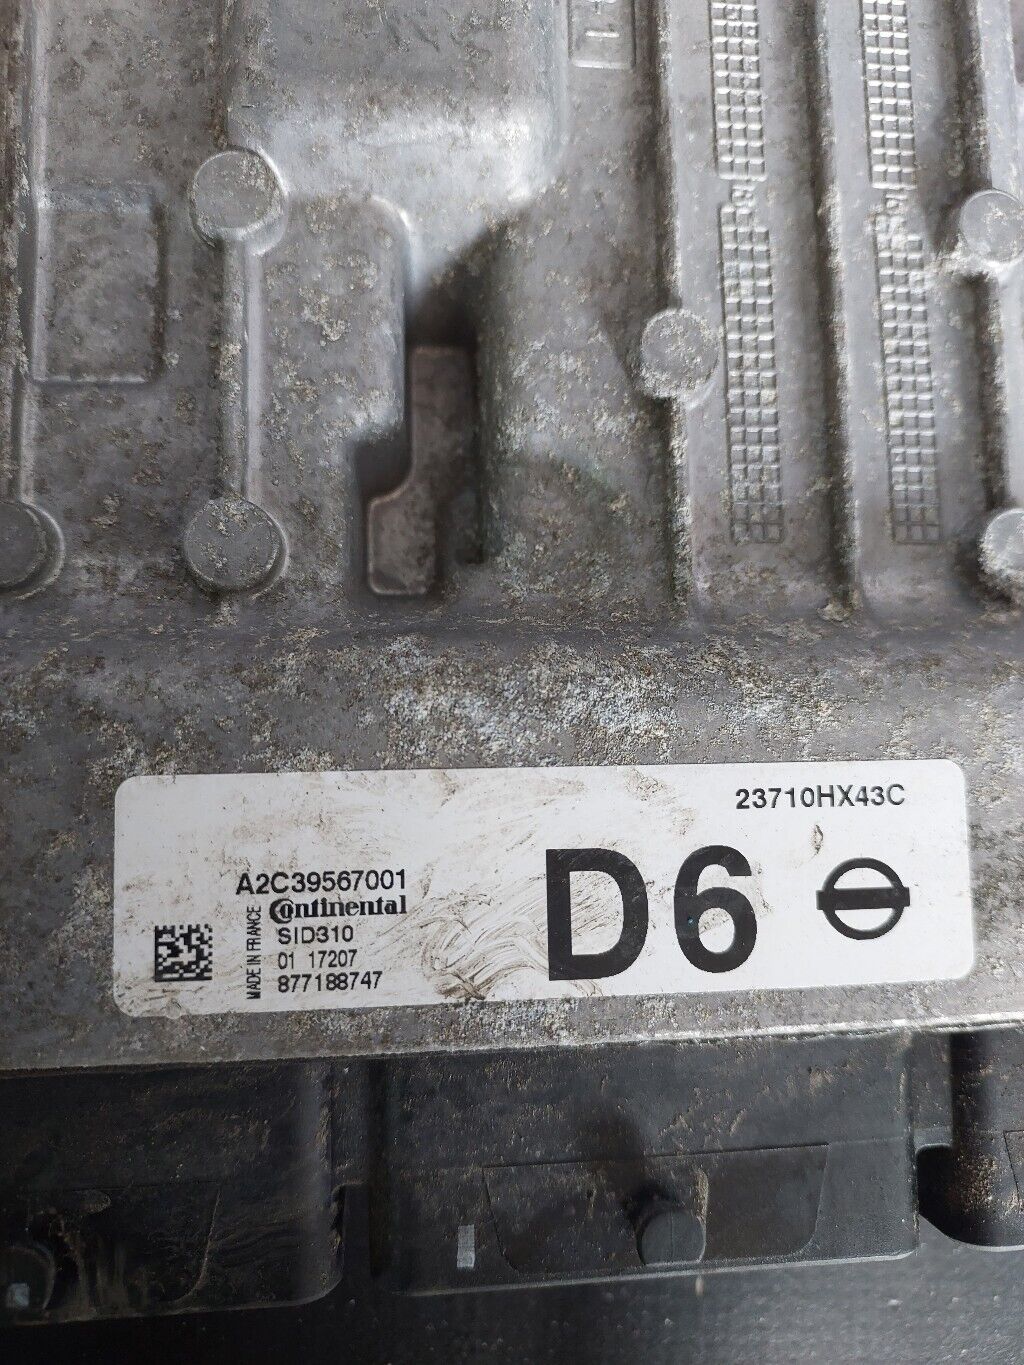 23710HX43C
A2C39567001
MADE IN FRANCE
Continental
SID310
01 17207
877188747
D6